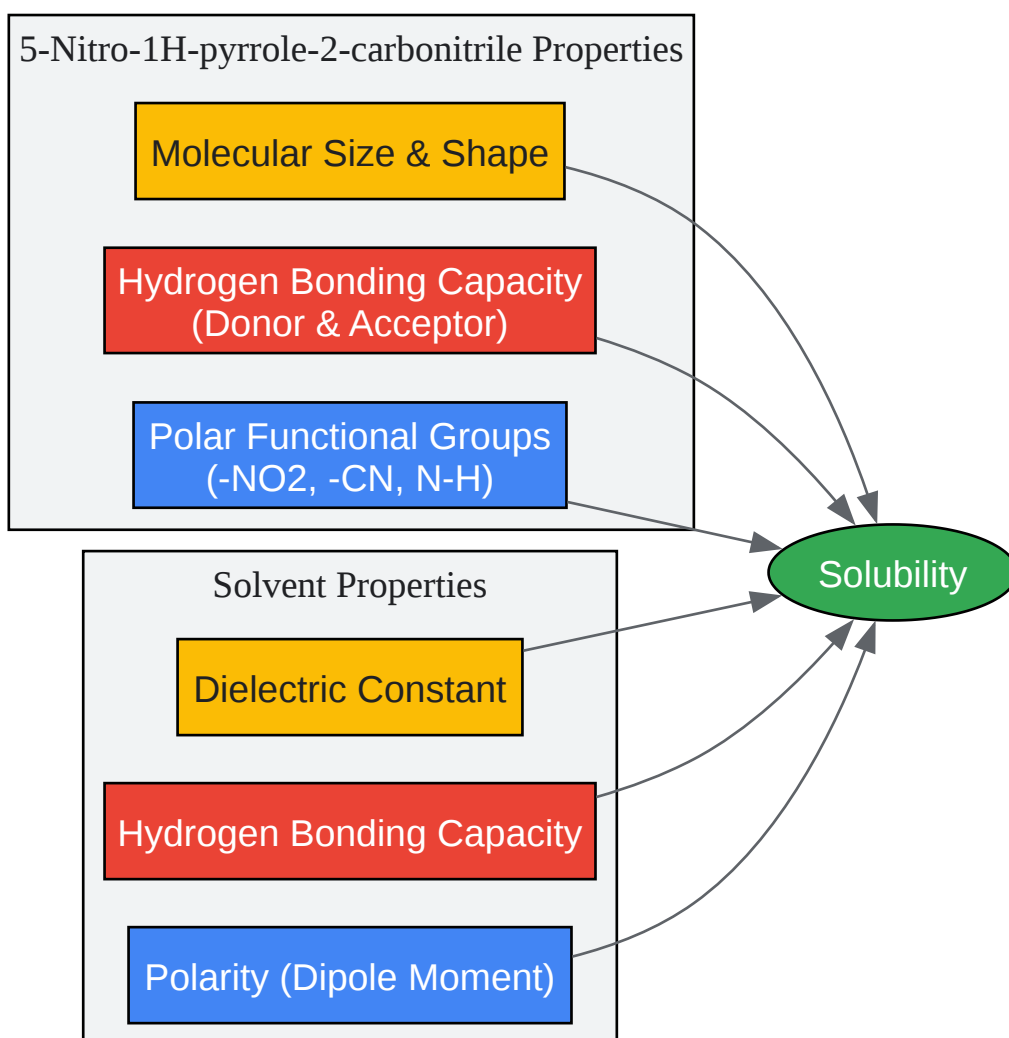 5-Nitro-1H-pyrrole-2-carbonitrile Properties
Molecular Size & Shape
Hydrogen Bonding Capacity
(Donor & Acceptor)
Polar Functional Groups
(-NO2, -CN, N-H)
Solubility
Solvent Properties
Dielectric Constant
Hydrogen Bonding Capacity
Polarity (Dipole Moment)